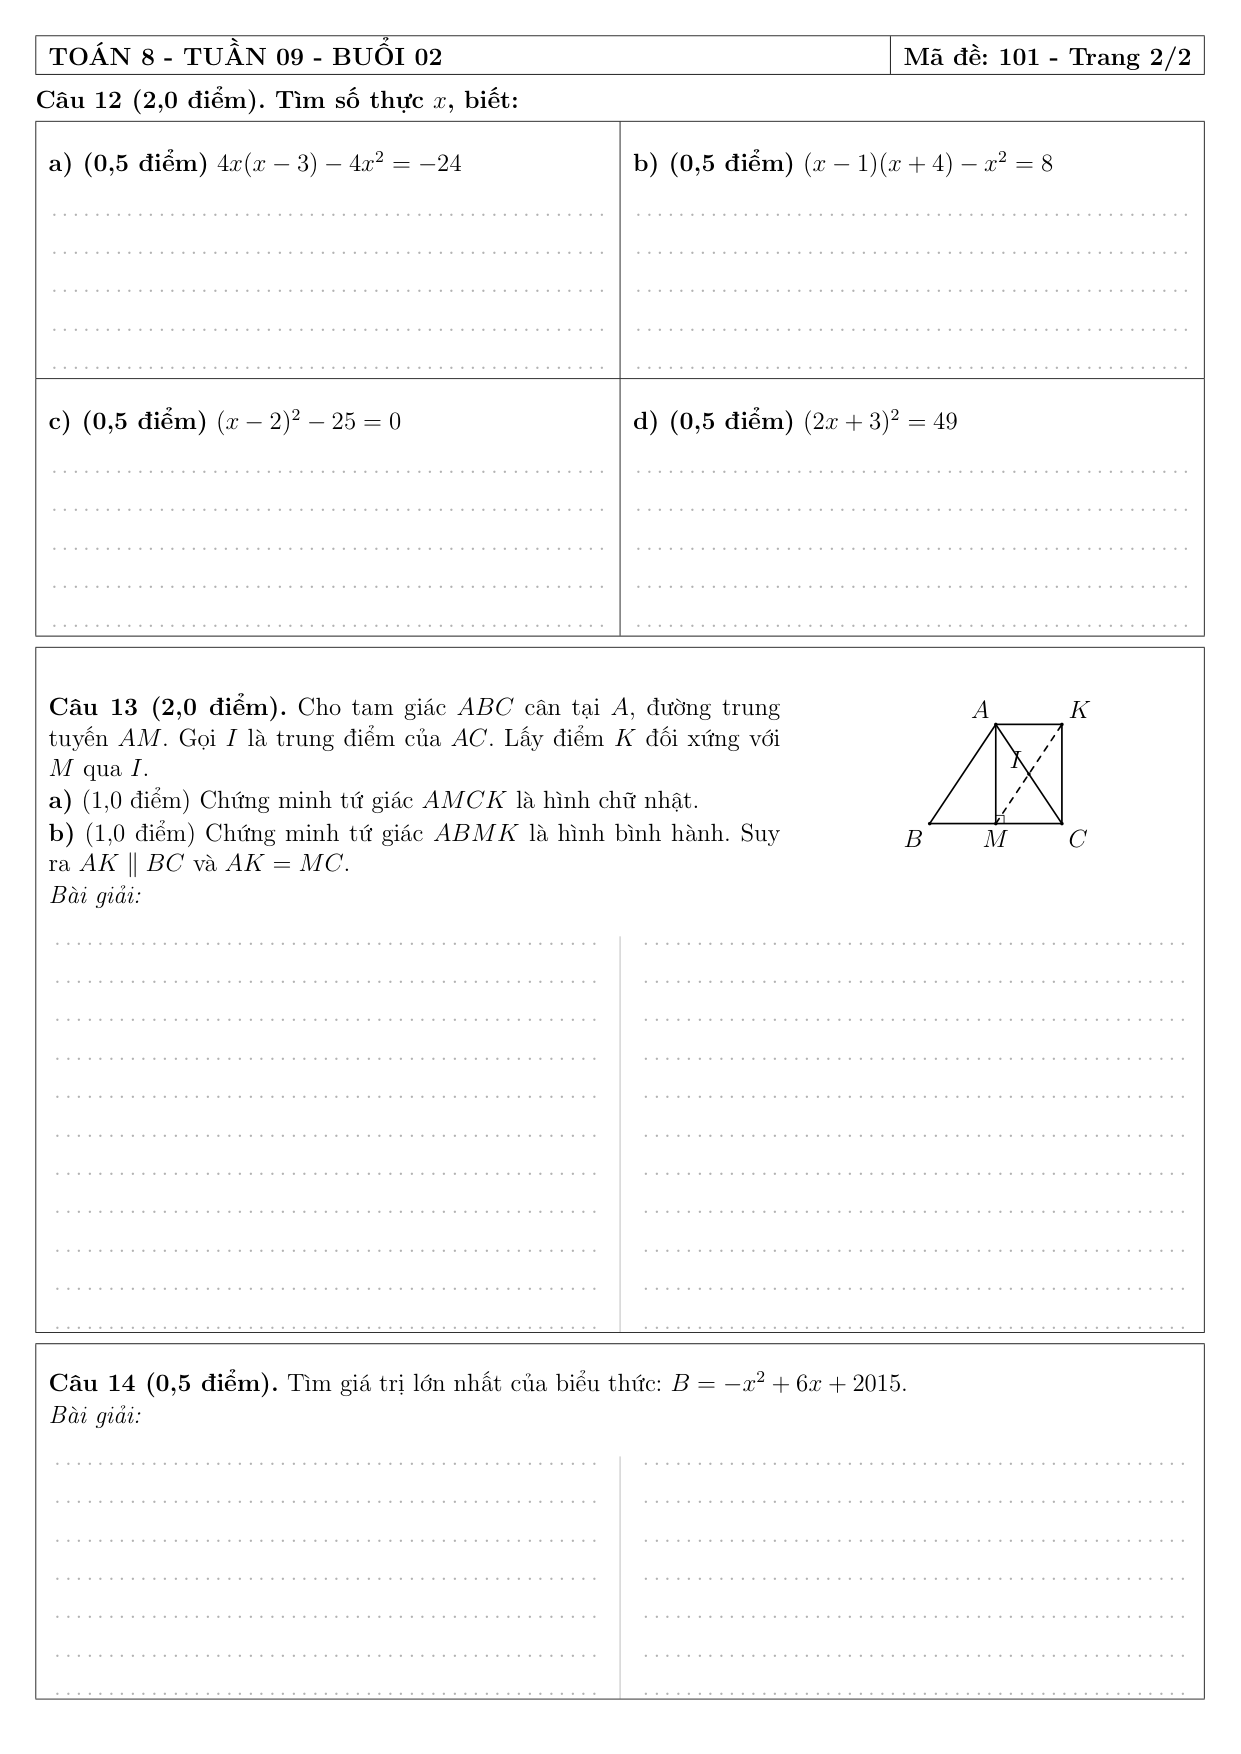 TOÁN 8 - TUẦN 09 - BUỔI 02 Mã đề: 101 - Trang 2/2
Câu 12 (2,0 điểm). Tìm số thực x, biết:
a) (0,5 điểm) 4x(x − 3) − 4x² = −24
b) (0,5 điểm) (x − 1)(x + 4) − x² = 8
c) (0,5 điểm) (x − 2)² − 25 = 0
d) (0,5 điểm) (2x + 3)² = 49
Câu 13 (2,0 điểm). Cho tam giác ABC cân tại A, đường trung
tuyến AM. Gọi I là trung điểm của AC. Lấy điểm K đối xứng với
M qua I.
a) (1,0 điểm) Chứng minh tứ giác AMCK là hình chữ nhật.
b) (1,0 điểm) Chứng minh tứ giác ABMK là hình bình hành. Suy
ra AK ∥ BC và AK = MC.
Bài giải:
A K
I
B M C
Câu 14 (0,5 điểm). Tìm giá trị lớn nhất của biểu thức: B = −x² + 6x + 2015.
Bài giải: